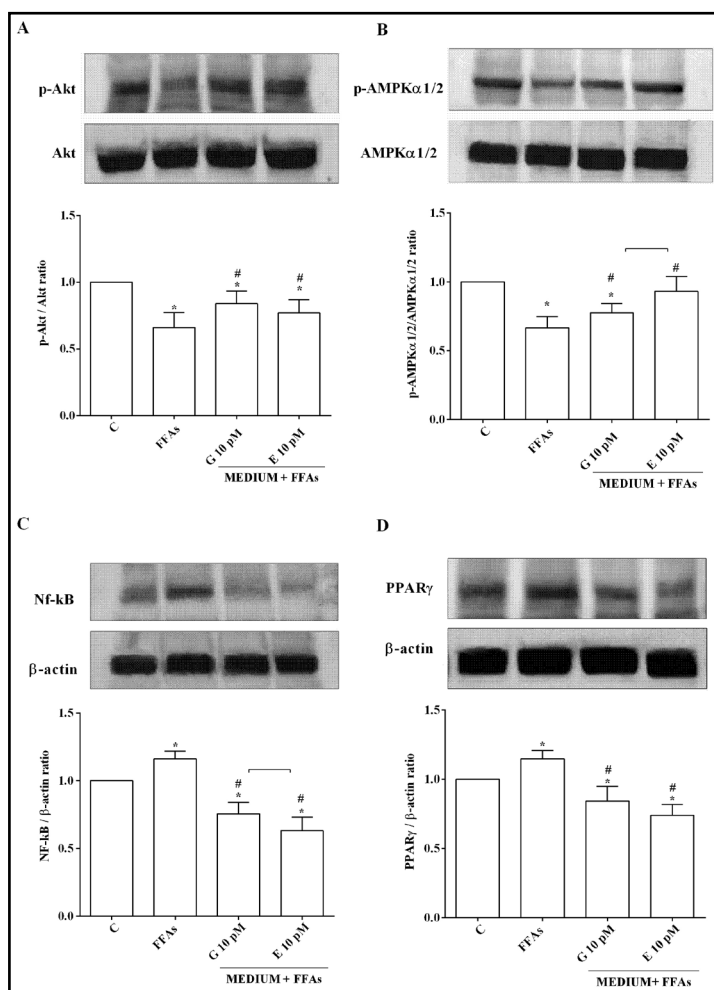 A
p-Akt
Akt
p-Akt / Akt ratio
1.5
1.0
0.5
0.0
*
#
*
#
*
C
FFAs
G 10 pM
E 10 pM
MEDIUM + FFAs
B
p-AMPKα1/2
AMPKα1/2
p-AMPKα1/2/AMPKα1/2 ratio
1.5
1.0
0.5
0.0
*
#
*
#
C
FFAs
G 10 pM
E 10 pM
MEDIUM + FFAs
C
Nf-kB
β-actin
NF-kB / β-actin ratio
1.5
1.0
0.5
0.0
*
#
*
#
*
C
FFAs
G 10 pM
E 10 pM
MEDIUM + FFAs
D
PPARγ
β-actin
PPARγ / β-actin ratio
1.5
1.0
0.5
0.0
*
#
*
#
*
C
FFAs
G 10 pM
E 10 pM
MEDIUM + FFAs